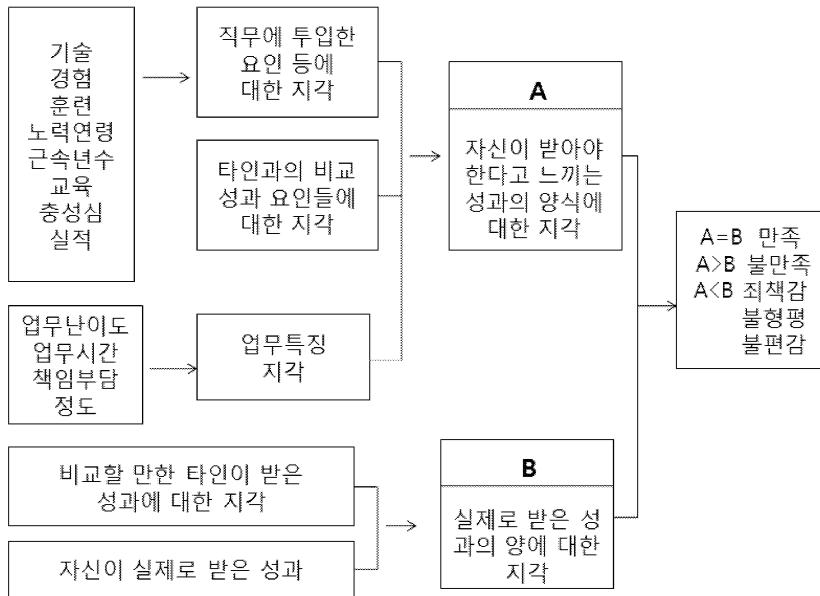 기술
경험
훈련
노력연령
근속년수
교육
충성심
실적
직무에 투입한
요인 등에
대한 지각
타인과의 비교
성과 요인들에
대한 지각
업무난이도
업무시간
책임부담
정도
업무특징
지각
A
자신이 받아야
한다고 느끼는
성과의 양식에
대한 지각
비교할 만한 타인이 받은
성과에 대한 지각
자신이 실제로 받은 성과
B
실제로 받은 성
과의 양에 대한
지각
A=B 만족
A>B 불만족
A<B 죄책감
불형평
불편감